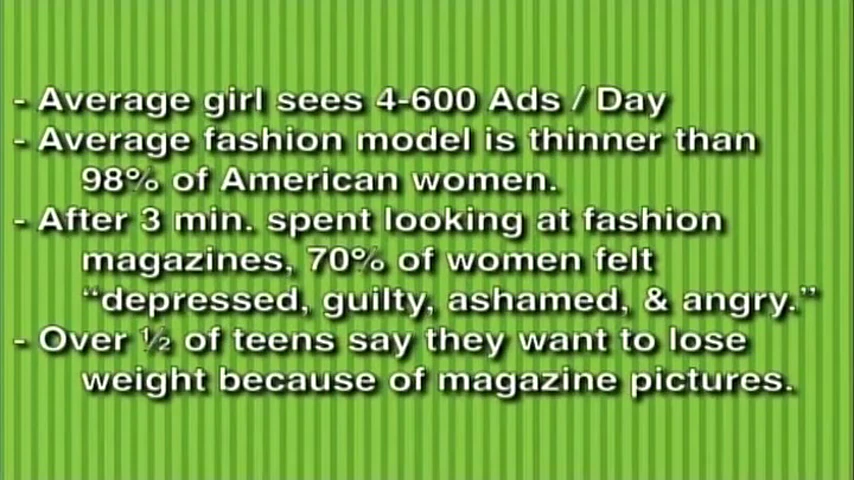 - Average girl sees 4-600 Ads / Day
- Average fashion model is thinner than
98% of American women.
- After 3 min. spent looking at fashion
magazines, 70% of women felt
“depressed, guilty, ashamed, & angry.”
- Over ½ of teens say they want to lose
weight because of magazine pictures.